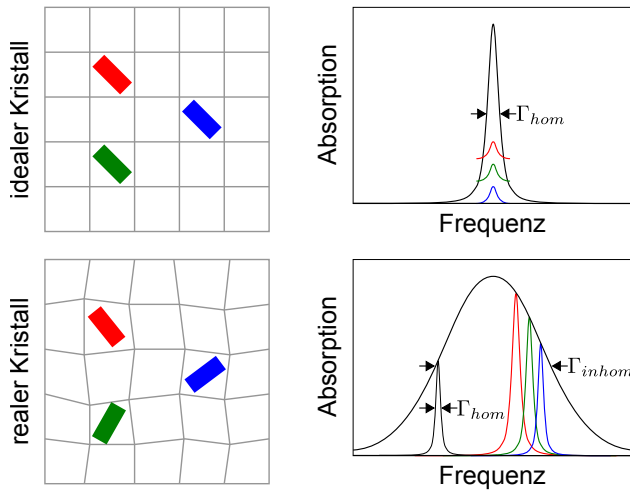 idealer Kristall
Absorption
Γhom
Frequenz
realer Kristall
Absorption
Γinhom
Γhom
Frequenz